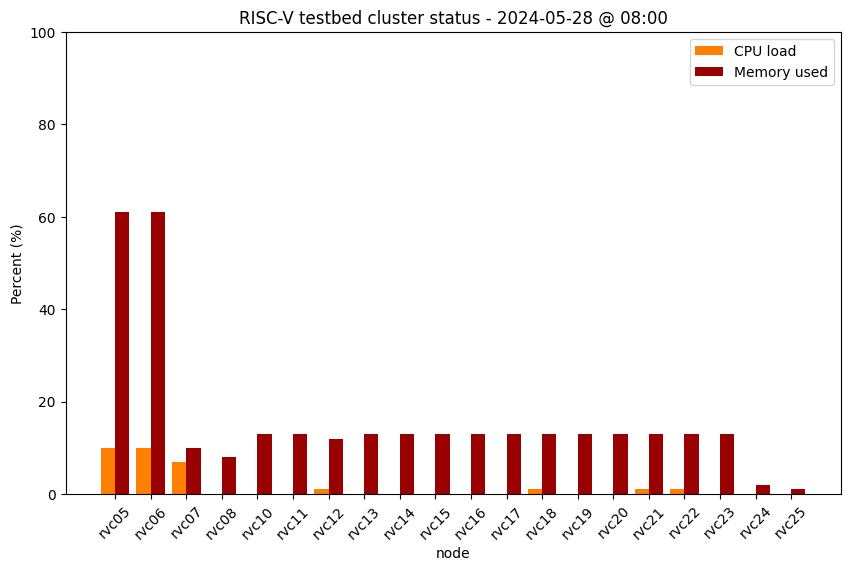 RISC-V testbed cluster status - 2024-05-28 @ 08:00
CPU load
Memory used
Percent (%)
100
80
60
40
20
0
rvc05 rvc06 rvc07 rvc08 rvc10 rvc11 rvc12 rvc13 rvc14 rvc15 rvc16 rvc17 rvc18 rvc19 rvc20 rvc21 rvc22 rvc23 rvc24 rvc25
node